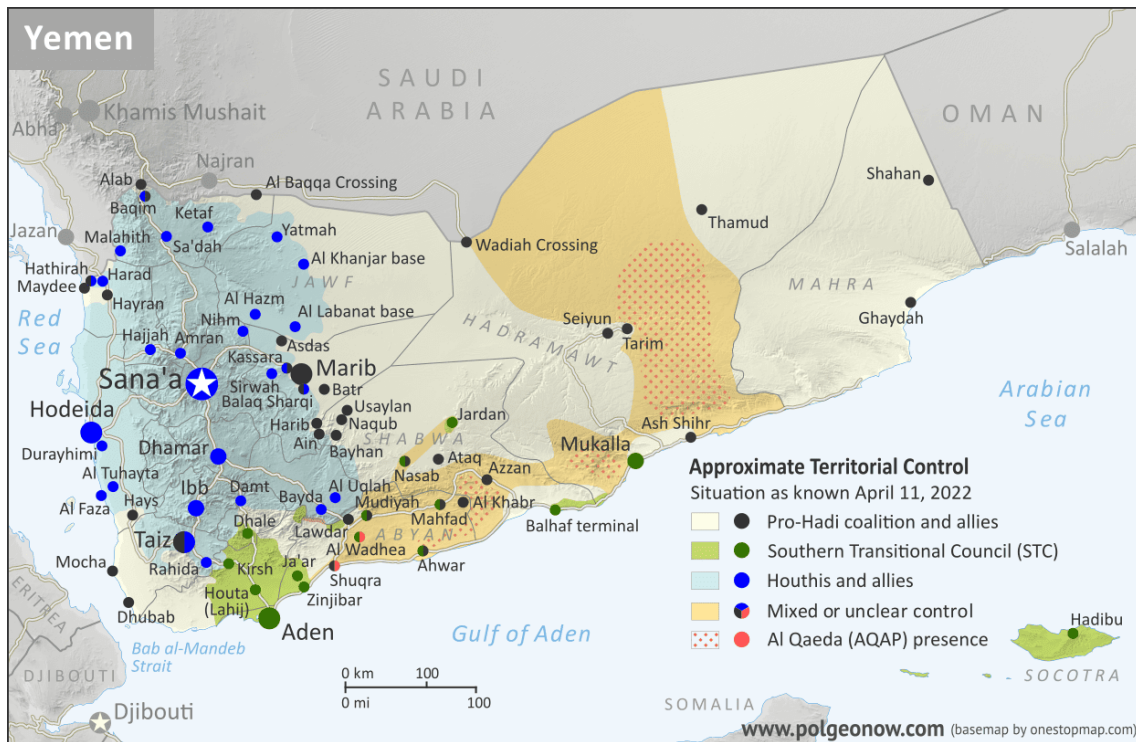 Yemen
SAUDI
ARABIA
OMAN
Khamis Mushait
Abha
Najran
Alab
Al Baqqa Crossing
Shahan
Baqim
Ketaf
Thamud
Jazan
Malahith
Sa'dah
Yatmah
Wadiah Crossing
Salalah
Al Khanjar base
Hathirah
Harad
JAWF
MAHRA
Maydee
Hayran
Al Hazm
Ghaydah
Nihm
Al Labanat base
Red
Sea
HADRAMAWT
Seiyun
Tarim
Hajjah
Amran
Asdas
Kassara
Marib
Sana'a
Sirwah
Batr
Balaq Sharqi
Arabian
Sea
Hodeida
Usaylan
Jardan
Harib
Naqub
Ash Shihr
Durayhimi
Dhamar
Ain
Bayhan
SHABWA
Mukalla
Ataq
Azzan
Al Tuhayta
Nasab
Ibb
Damt
Al Uqlah
Al Faza
Hays
Bayda
Mudiyah
Al Khabr
Dhale
Lawdar
Mahfad
Balhaf terminal
Taiz
ABYAN
Al Wadhea
Mocha
Rahida
Kirsh
Ja'ar
Ahwar
Shuqra
Houta
(Lahij)
Zinjibar
Dhubab
Aden
ERITREA
Bab al-Mandeb
Strait
Gulf of Aden
DJIBOUTI
Djibouti
0 km
100
0 mi
100
SOMALIA
Approximate Territorial Control
Situation as known April 11, 2022
Pro-Hadi coalition and allies
Southern Transitional Council (STC)
Houthis and allies
Mixed or unclear control
Al Qaeda (AQAP) presence
Hadibu
SOCOTRA
www.polgeonow.com (basemap by onestopmap.com)